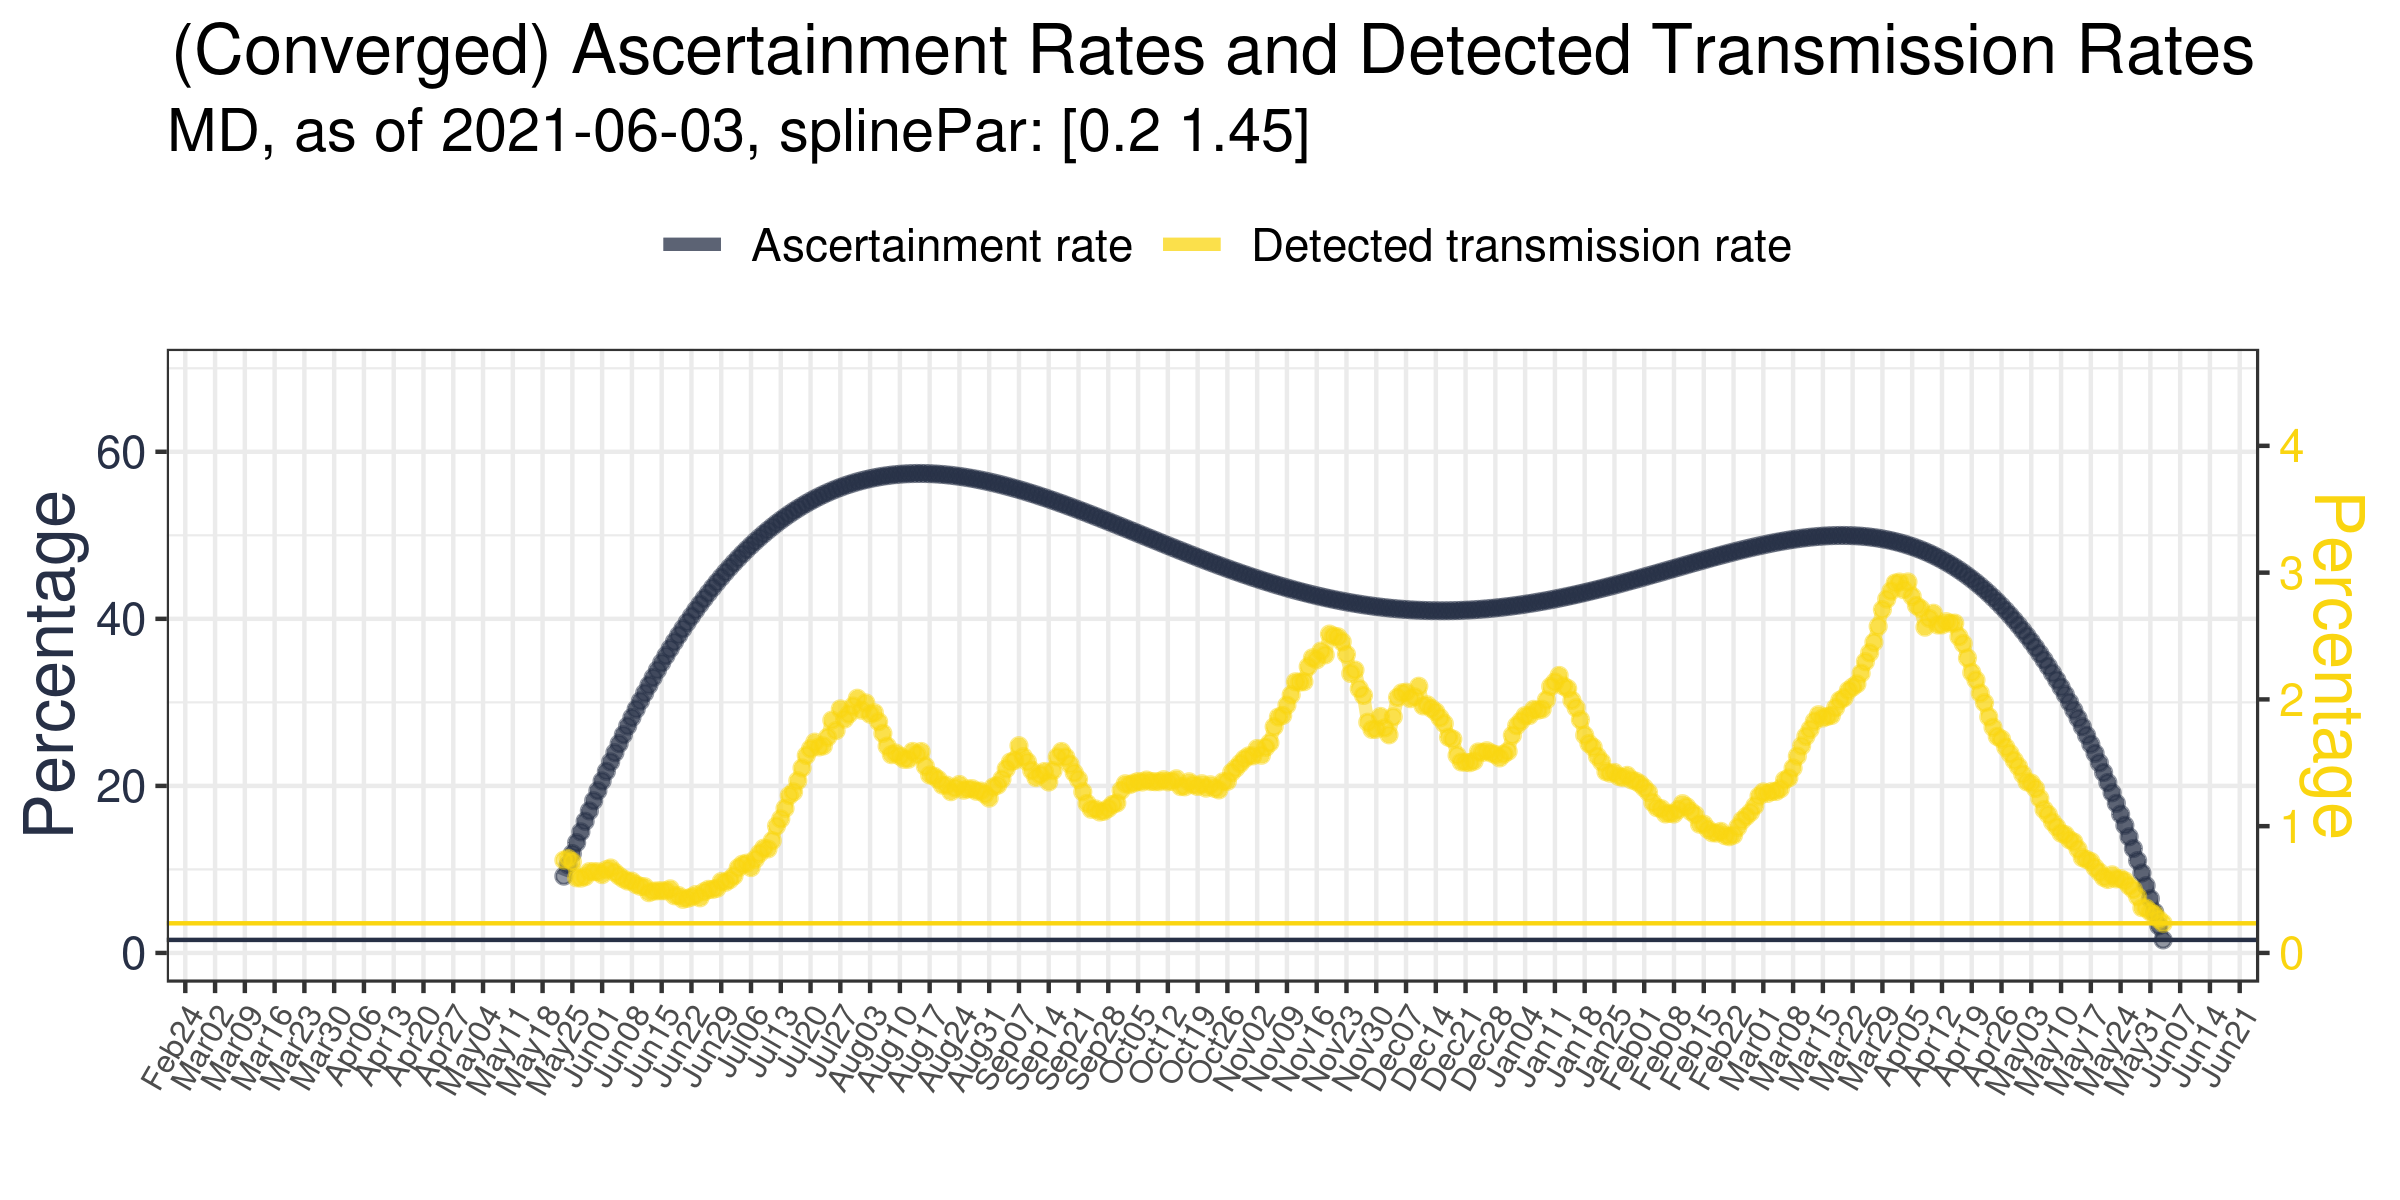 (Converged) Ascertainment Rates and Detected Transmission Rates
MD, as of 2021-06-03, splinePar: [0.2 1.45]
Ascertainment rate
Detected transmission rate
Percentage
60
40
20
0
4
3
2
1
0
Percentage
Feb24
Mar02
Mar09
Mar16
Mar23
Mar30
Apr06
Apr13
Apr20
Apr27
May04
May11
May18
May25
Jun01
Jun08
Jun15
Jun22
Jun29
Jul06
Jul13
Jul20
Jul27
Aug03
Aug10
Aug17
Aug24
Aug31
Sep07
Sep14
Sep21
Sep28
Oct05
Oct12
Oct19
Oct26
Nov02
Nov09
Nov16
Nov23
Nov30
Dec07
Dec14
Dec21
Dec28
Jan04
Jan11
Jan18
Jan25
Feb01
Feb08
Feb15
Feb22
Mar01
Mar08
Mar15
Mar22
Mar29
Apr05
Apr12
Apr19
Apr26
May03
May10
May17
May24
May31
Jun07
Jun14
Jun21